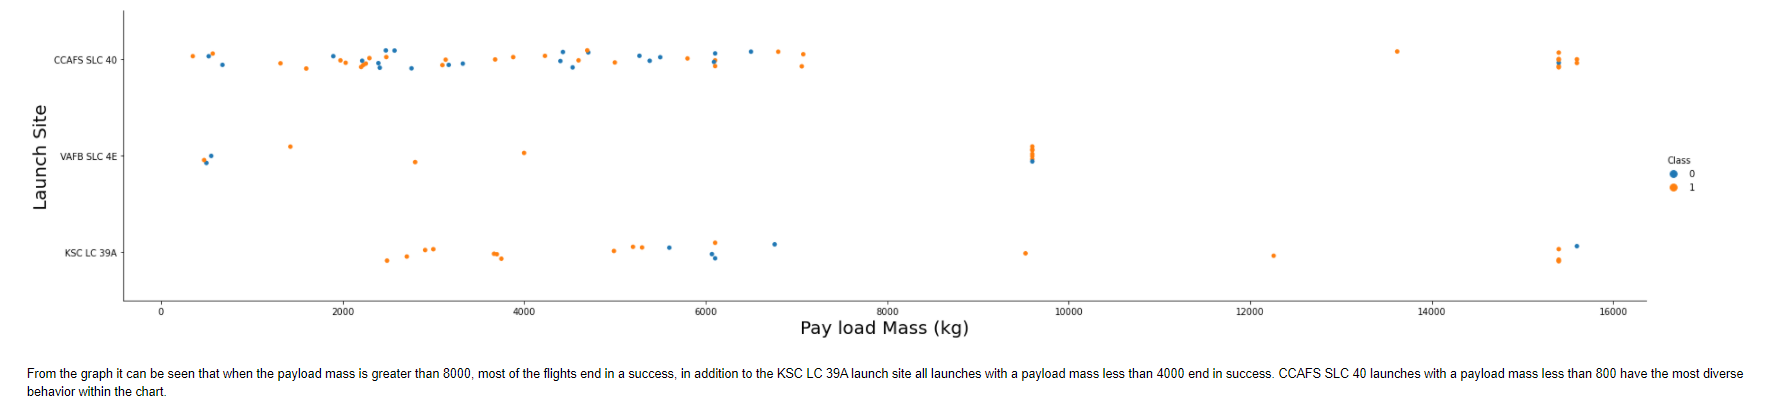 CCAFS SLC 40
VAFB SLC 4E
KSC LC 39A
Launch Site
Class
0
1
0 2000 4000 6000 8000 10000 12000 14000 16000
Pay load Mass (kg)
From the graph it can be seen that when the payload mass is greater than 8000, most of the flights end in a success, in addition to the KSC LC 39A launch site all launches with a payload mass less than 4000 end in success. CCAFS SLC 40 launches with a payload mass less than 800 have the most diverse
behavior within the chart.